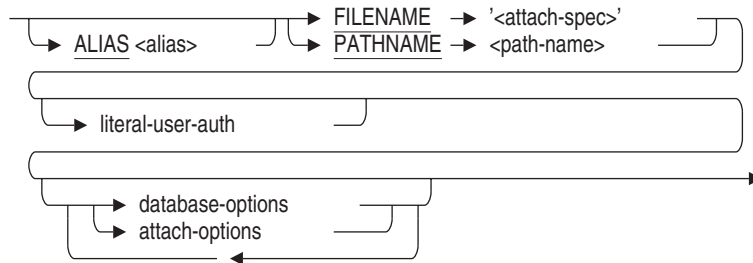 FILENAME '<attach-spec>'
ALIAS <alias> PATHNAME <path-name>
literal-user-auth
database-options
attach-options